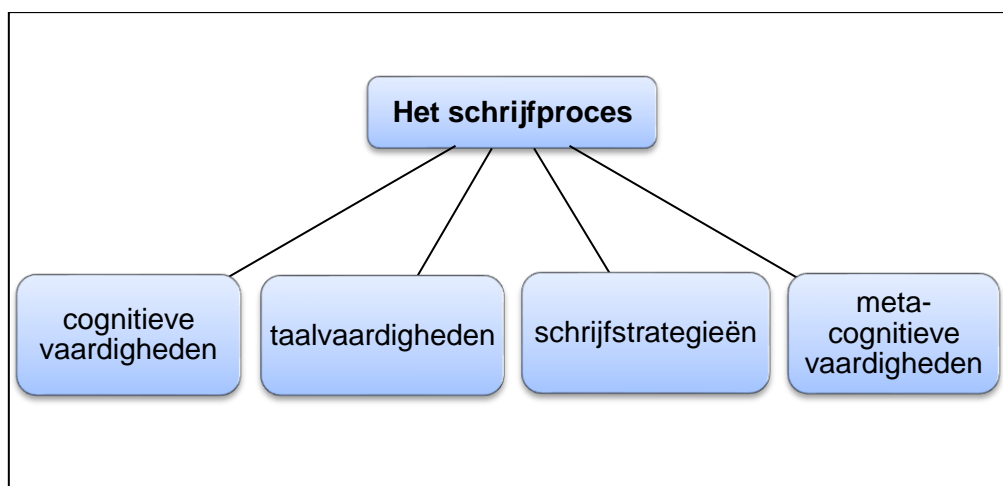 Het schrijfproces
cognitieve
vaardigheden
taalvaardigheden
schrijfstrategieën
meta-
cognitieve
vaardigheden